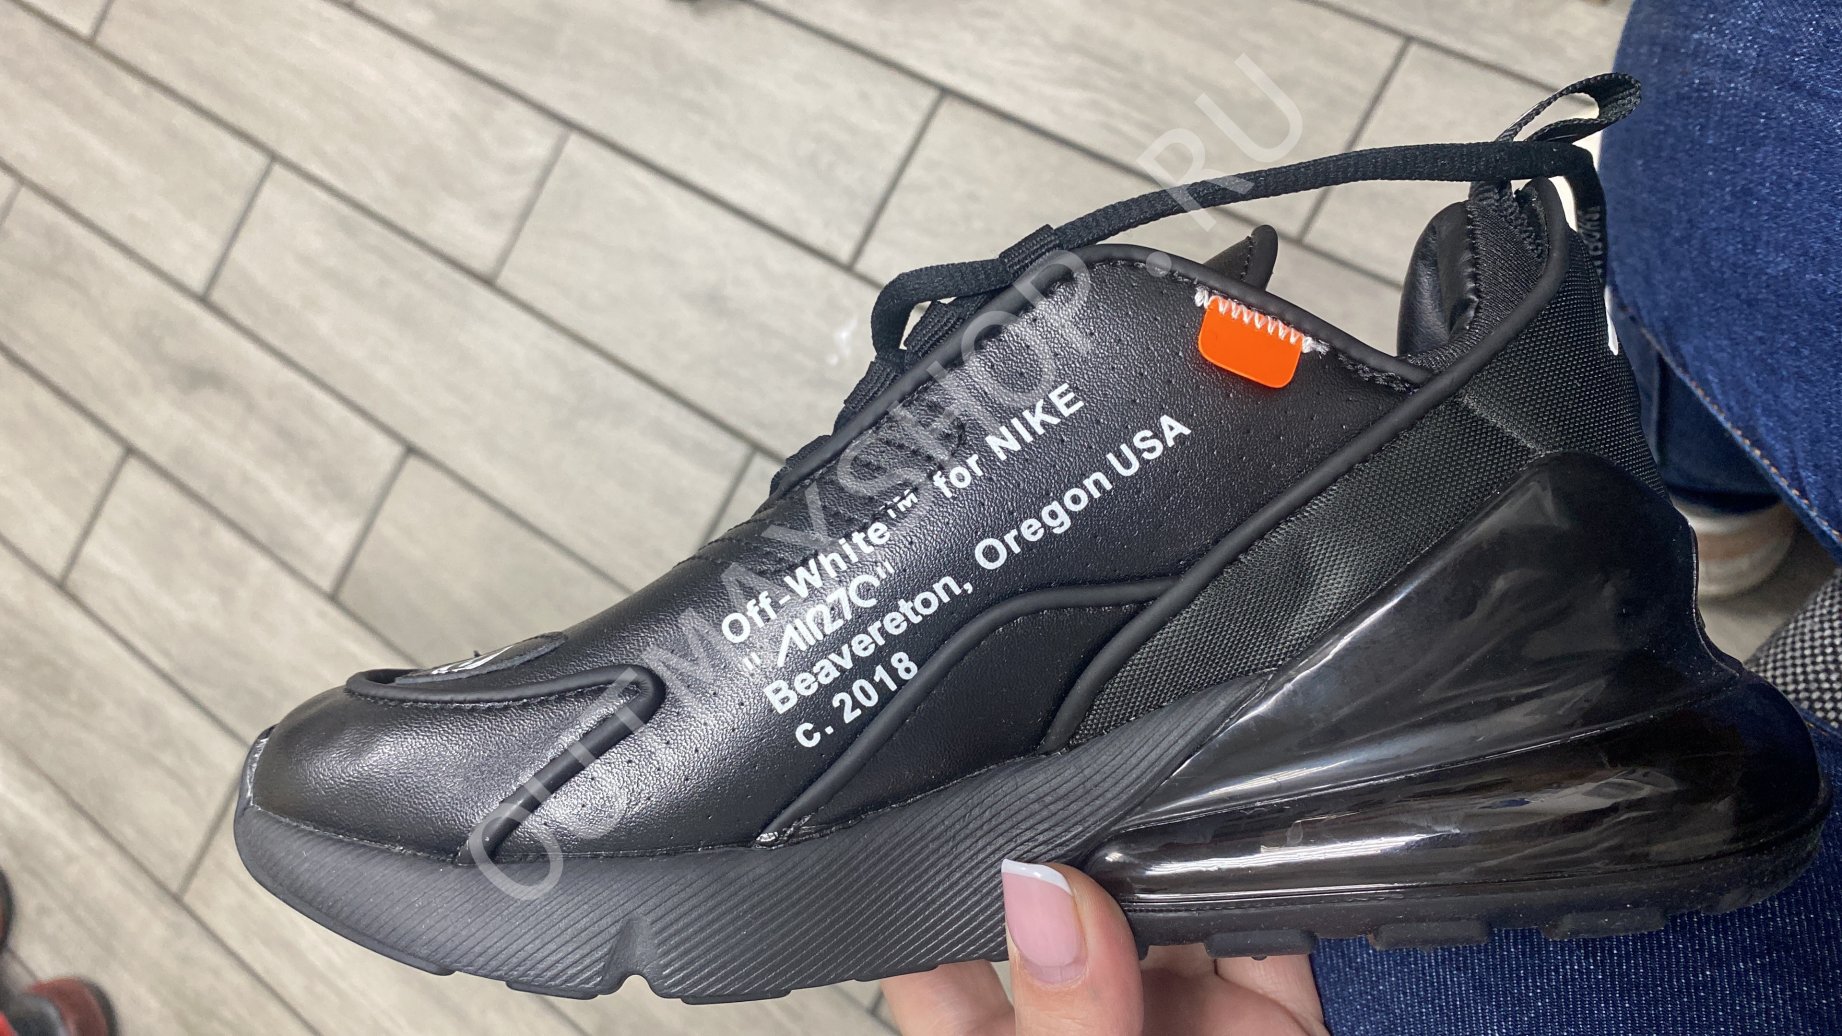 Off-White™ for NIKE
"AIR270"
Beavereton, Oregon USA
c. 2018
OUTMAXSHOP.RU